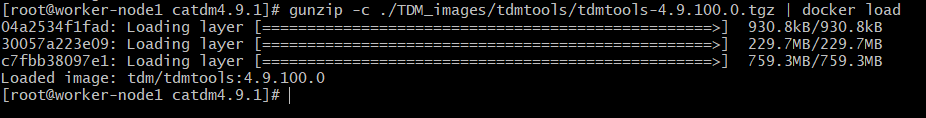 [root@worker-node1 catdm4.9.1]# gunzip -c ./TDM_images/tdmtools/tdmtools-4.9.100.0.tgz | docker load
04a2534f1fad: Loading layer [==================================================>]  930.8kB/930.8kB
30057a223e09: Loading layer [==================================================>]  229.7MB/229.7MB
c7fbb38097e1: Loading layer [==================================================>]  759.3MB/759.3MB
Loaded image: tdm/tdmtools:4.9.100.0
[root@worker-node1 catdm4.9.1]#